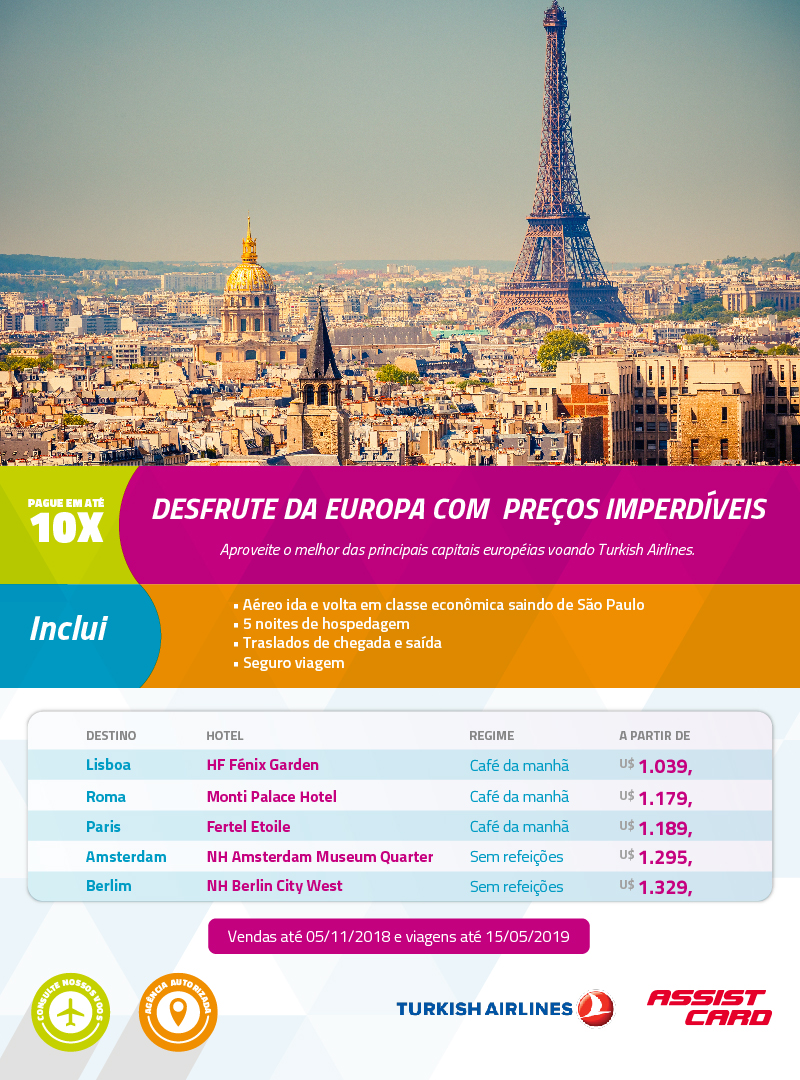 PAGUE EM ATÉ
10X
DESFRUTE DA EUROPA COM PREÇOS IMPERDÍVEIS
Aproveite o melhor das principais capitais européias voando Turkish Airlines.
Inclui
• Aéreo ida e volta em classe econômica saindo de São Paulo
• 5 noites de hospedagem
• Traslados de chegada e saída
• Seguro viagem
DESTINO HOTEL REGIME A PARTIR DE
Lisboa HF Fénix Garden Café da manhã U$ 1.039,
Roma Monti Palace Hotel Café da manhã U$ 1.179,
Paris Fertel Etoile Café da manhã U$ 1.189,
Amsterdam NH Amsterdam Museum Quarter Sem refeições U$ 1.295,
Berlim NH Berlin City West Sem refeições U$ 1.329,
Vendas até 05/11/2018 e viagens até 15/05/2019
CONSULTE NOSSOS VOOS
AGÊNCIA AUTORIZADA
TURKISH AIRLINES
ASSIST
CARD